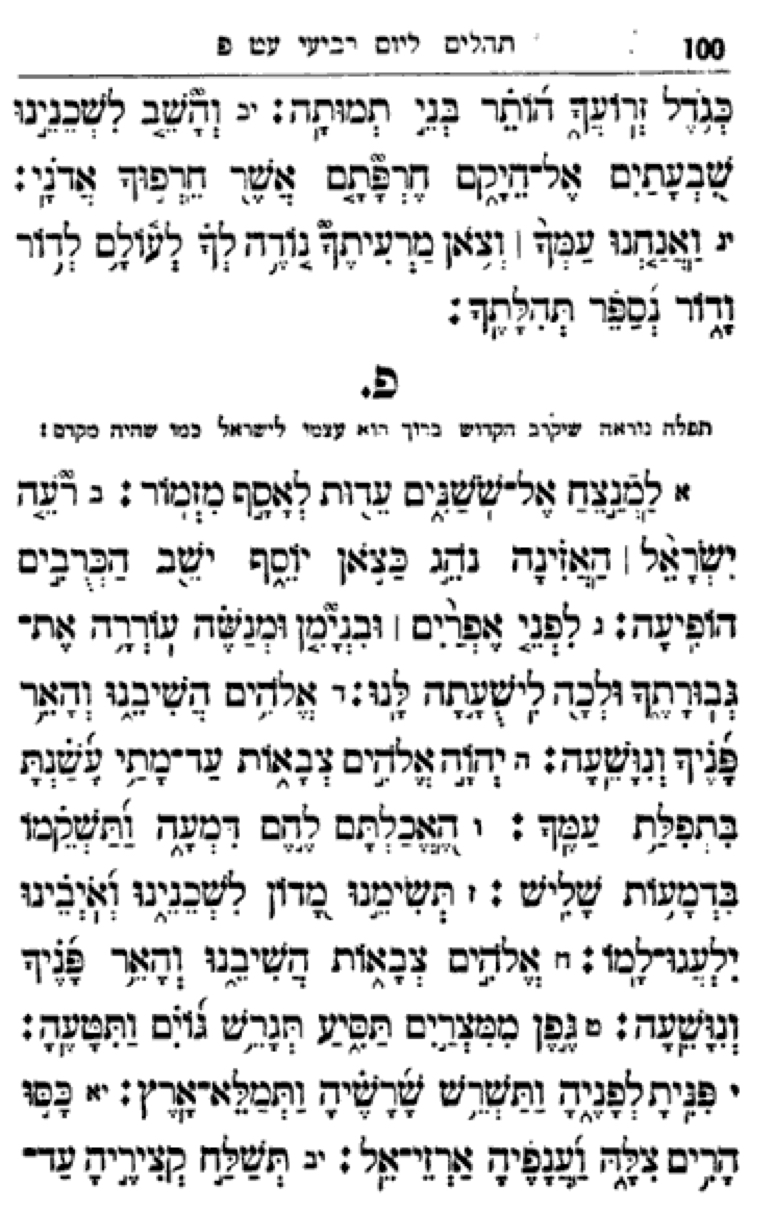 100 תהלים ליום רביעי עט פ
כְּגֹדֶל זְרוֹעֲךָ הוֹתֵר בְּנֵי תְמוּתָה׃ יב וְהָשֵׁב לִשְׁכֵנֵינוּ
שִׁבְעָתַיִם אֶל־חֵיקָם חֶרְפָּתָם אֲשֶׁר חֵרְפוּךָ אֲדֹנָי׃
יג וַאֲנַחְנוּ עַמְּךָ ׀ וְצֹאן מַרְעִיתֶךָ נוֹדֶה לְּךָ לְעוֹלָם לְדוֹר
וָדוֹר נְסַפֵּר תְּהִלָּתֶךָ׃
פ.
תפלה נוראה שיקרב הקדוש ברוך הוא עצמו לישראל כמו שהיה מקדם׃
א לַמְנַצֵּחַ אֶל־שֹׁשַׁנִּים עֵדוּת לְאָסָף מִזְמוֹר׃ ב רֹעֵה
יִשְׂרָאֵל ׀ הַאֲזִינָה נֹהֵג כַּצֹּאן יוֹסֵף יֹשֵׁב הַכְּרֻבִים
הוֹפִיעָה׃ ג לִפְנֵי אֶפְרַיִם ׀ וּבִנְיָמִן וּמְנַשֶּׁה עוֹרְרָה אֶת־
גְּבוּרָתֶךָ וּלְכָה לִישֻׁעָתָה לָּנוּ׃ ד אֱלֹהִים הֲשִׁיבֵנוּ וְהָאֵר
פָּנֶיךָ וְנִוָּשֵׁעָה׃ ה יְהוָה אֱלֹהִים צְבָאוֹת עַד־מָתַי עָשַׁנְתָּ
בִּתְפִלַּת עַמֶּךָ׃ ו הֶאֱכַלְתָּם לֶחֶם דִּמְעָה וַתַּשְׁקֵמוֹ
בִּדְמָעוֹת שָׁלִישׁ׃ ז תְּשִׂימֵנוּ מָדוֹן לִשְׁכֵנֵינוּ וְאֹיְבֵינוּ
יִלְעֲגוּ־לָמוֹ׃ ח אֱלֹהִים צְבָאוֹת הֲשִׁיבֵנוּ וְהָאֵר פָּנֶיךָ
וְנִוָּשֵׁעָה׃ ט גֶּפֶן מִמִּצְרַיִם תַּסִּיעַ תְּגָרֵשׁ גּוֹיִם וַתִּטָּעֶהָ׃
י פִּנִּיתָ לְפָנֶיהָ וַתַּשְׁרֵשׁ שָׁרָשֶׁיהָ וַתְּמַלֵּא־אָרֶץ׃ יא כָּסּוּ
הָרִים צִלָּהּ וַעֲנָפֶיהָ אַרְזֵי־אֵל׃ יב תְּשַׁלַּח קְצִירֶיהָ עַד־